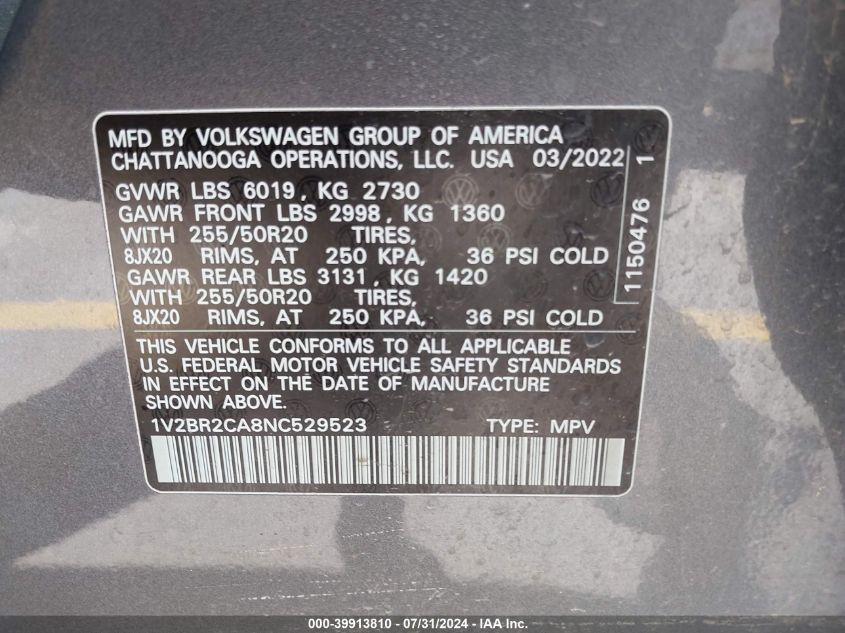 MFD BY VOLKSWAGEN GROUP OF AMERICA
CHATTANOOGA OPERATIONS, LLC. USA 03/2022
GVWR LBS 6019, KG 2730
GAWR FRONT LBS 2998, KG 1360
WITH 255/50R20 TIRES,
8JX20 RIMS, AT 250 KPA, 36 PSI COLD
GAWR REAR LBS 3131, KG 1420
WITH 255/50R20 TIRES,
8JX20 RIMS, AT 250 KPA, 36 PSI COLD
1150476 1
THIS VEHICLE CONFORMS TO ALL APPLICABLE
U.S. FEDERAL MOTOR VEHICLE SAFETY STANDARDS
IN EFFECT ON THE DATE OF MANUFACTURE
SHOWN ABOVE.
1V2BR2CA8NC529523 TYPE: MPV
000-39913810 - 07/31/2024 - IAA Inc.